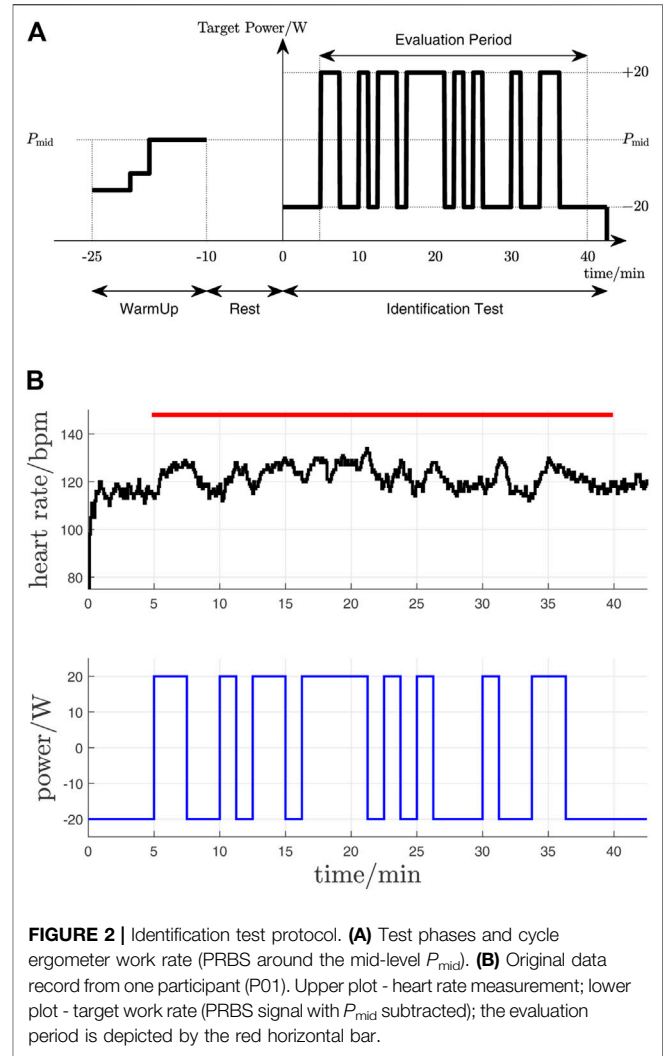 A
Target Power/W
Evaluation Period
+20
P_mid
P_mid
−20
-25
-10
0
10
20
30
40
time/min
WarmUp
Rest
Identification Test
B
heart rate/bpm
140
120
100
80
0
5
10
15
20
25
30
35
40
power/W
20
10
0
-10
-20
0
5
10
15
20
25
30
35
40
time/min
FIGURE 2 | Identification test protocol. (A) Test phases and cycle
ergometer work rate (PRBS around the mid-level P_mid). (B) Original data
record from one participant (P01). Upper plot - heart rate measurement; lower
plot - target work rate (PRBS signal with P_mid subtracted); the evaluation
period is depicted by the red horizontal bar.